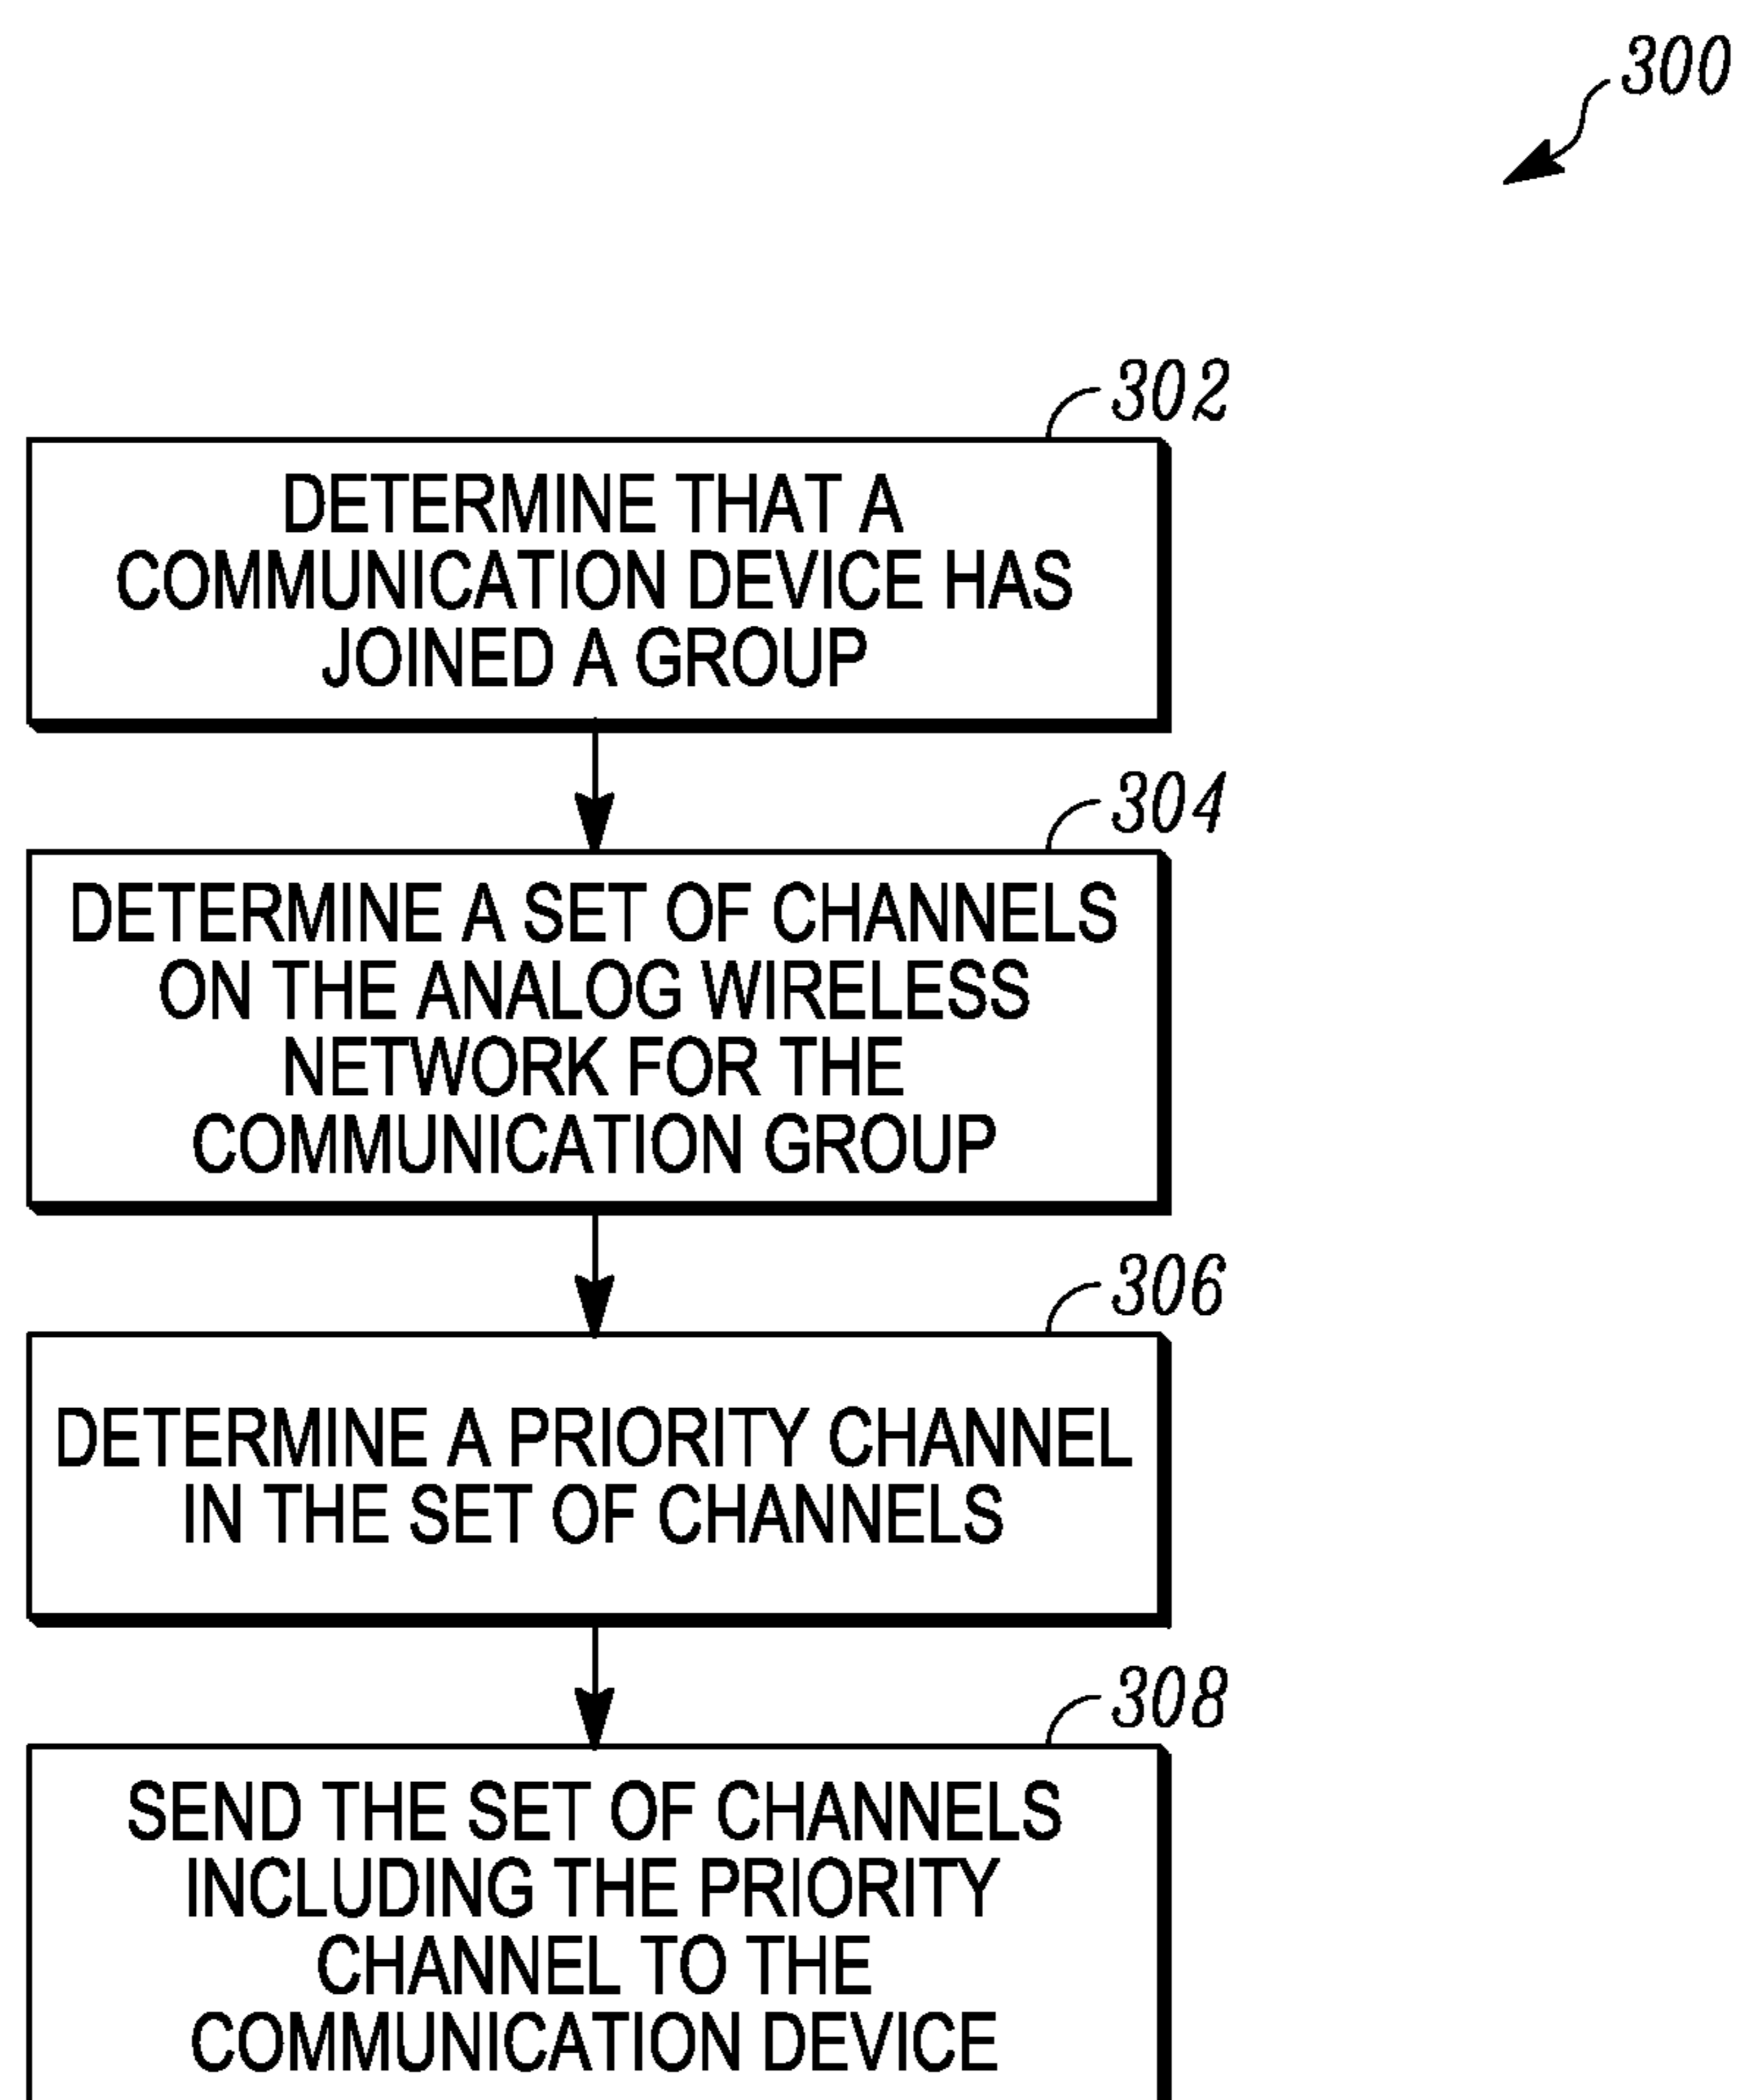 300
302
DETERMINE THAT A
COMMUNICATION DEVICE HAS
JOINED A GROUP
304
DETERMINE A SET OF CHANNELS
ON THE ANALOG WIRELESS
NETWORK FOR THE
COMMUNICATION GROUP
306
DETERMINE A PRIORITY CHANNEL
IN THE SET OF CHANNELS
308
SEND THE SET OF CHANNELS
INCLUDING THE PRIORITY
CHANNEL TO THE
COMMUNICATION DEVICE